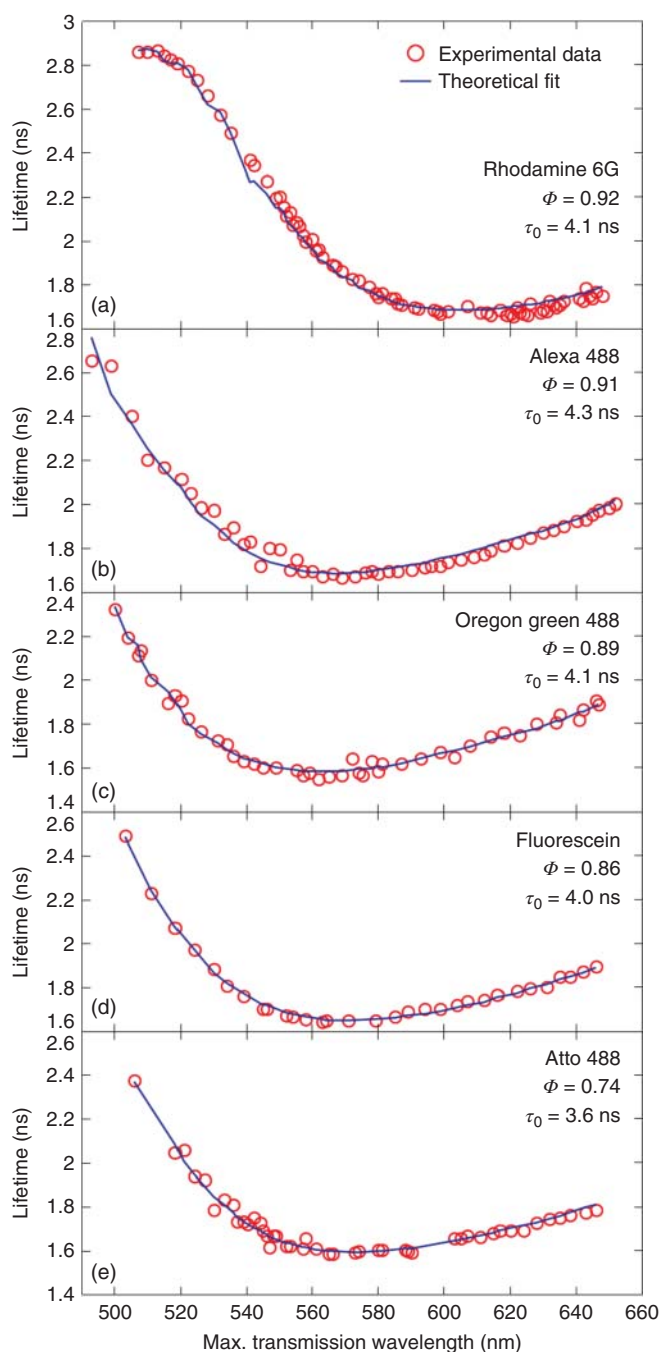 3
Experimental data
Theoretical fit
2.8
2.6
2.4
2.2
2
1.8
1.6
Lifetime (ns)
Rhodamine 6G
Φ = 0.92
τ0 = 4.1 ns
(a)
2.8
2.6
2.4
2.2
2
1.8
1.6
Lifetime (ns)
Alexa 488
Φ = 0.91
τ0 = 4.3 ns
(b)
2.4
2.2
2
1.8
1.6
1.4
Lifetime (ns)
Oregon green 488
Φ = 0.89
τ0 = 4.1 ns
(c)
2.6
2.4
2.2
2
1.8
1.6
Lifetime (ns)
Fluorescein
Φ = 0.86
τ0 = 4.0 ns
(d)
2.6
2.4
2.2
2
1.8
1.6
1.4
Lifetime (ns)
Atto 488
Φ = 0.74
τ0 = 3.6 ns
(e)
500 520 540 560 580 600 620 640 660
Max. transmission wavelength (nm)